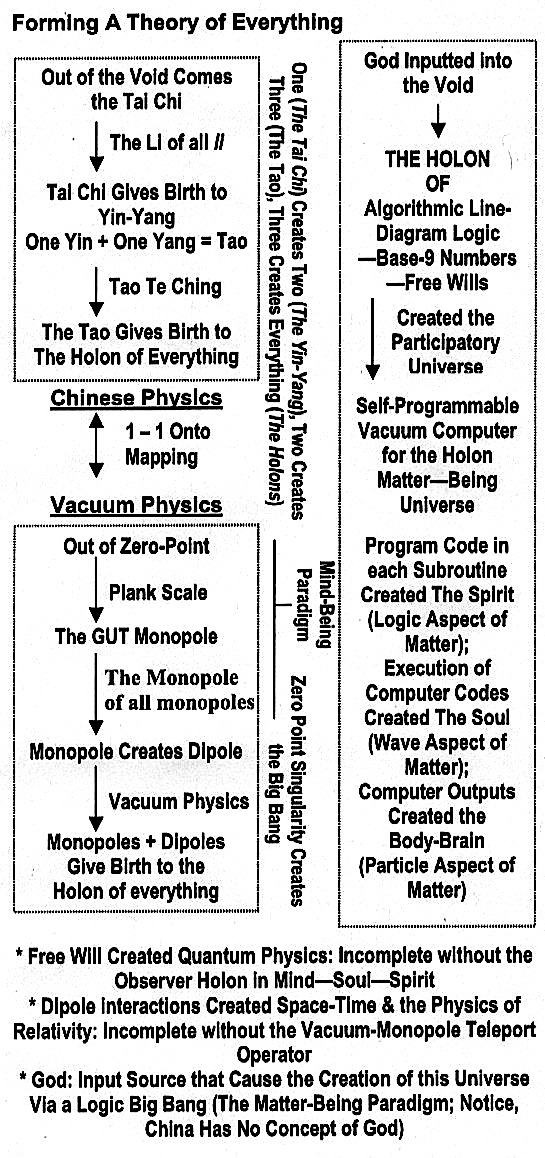 Forming A Theory of Everything
Out of the Void Comes
the Tai Chi
The LI of all li
Tai Chi Gives Birth to
Yin-Yang
One Yin + One Yang = Tao
Tao Te Ching
The Tao Gives Birth to
The Holon of Everything
Chinese Physics
1 – 1 Onto
Mapping
Vacuum Physics
Out of Zero-Point
Plank Scale
The GUT Monopole
The Monopole
of all monopoles
Monopole Creates Dipole
Vacuum Physics
Monopoles + Dipoles
Give Birth to the
Holon of everything
One (The Tai Chi) Creates Two (The Yin-Yang), Two Creates
Three (The Tao), Three Creates Everything (The Holons)
Mind-Being
Paradigm
Zero Point Singularity Creates
the Big Bang
God Inputted into
the Void
THE HOLON
OF
Algorithmic Line-
Diagram Logic
—Base-9 Numbers
—Free Wills
Created the
Participatory
Universe
Self-Programmable
Vacuum Computer
for the Holon
Matter—Being
Universe
Program Code in
each Subroutine
Created The Spirit
(Logic Aspect of
Matter);
Execution of
Computer Codes
Created The Soul
(Wave Aspect of
Matter);
Computer Outputs
Created the
Body-Brain
(Particle Aspect of
Matter)
* Free Will Created Quantum Physics: Incomplete without the
Observer Holon in Mind—Soul—Spirit
* Dipole Interactions Created Space-Time & the Physics of
Relativity: Incomplete without the Vacuum-Monopole Teleport
Operator
* God: Input Source that Cause the Creation of this Universe
Via a Logic Big Bang (The Matter-Being Paradigm; Notice,
China Has No Concept of God)